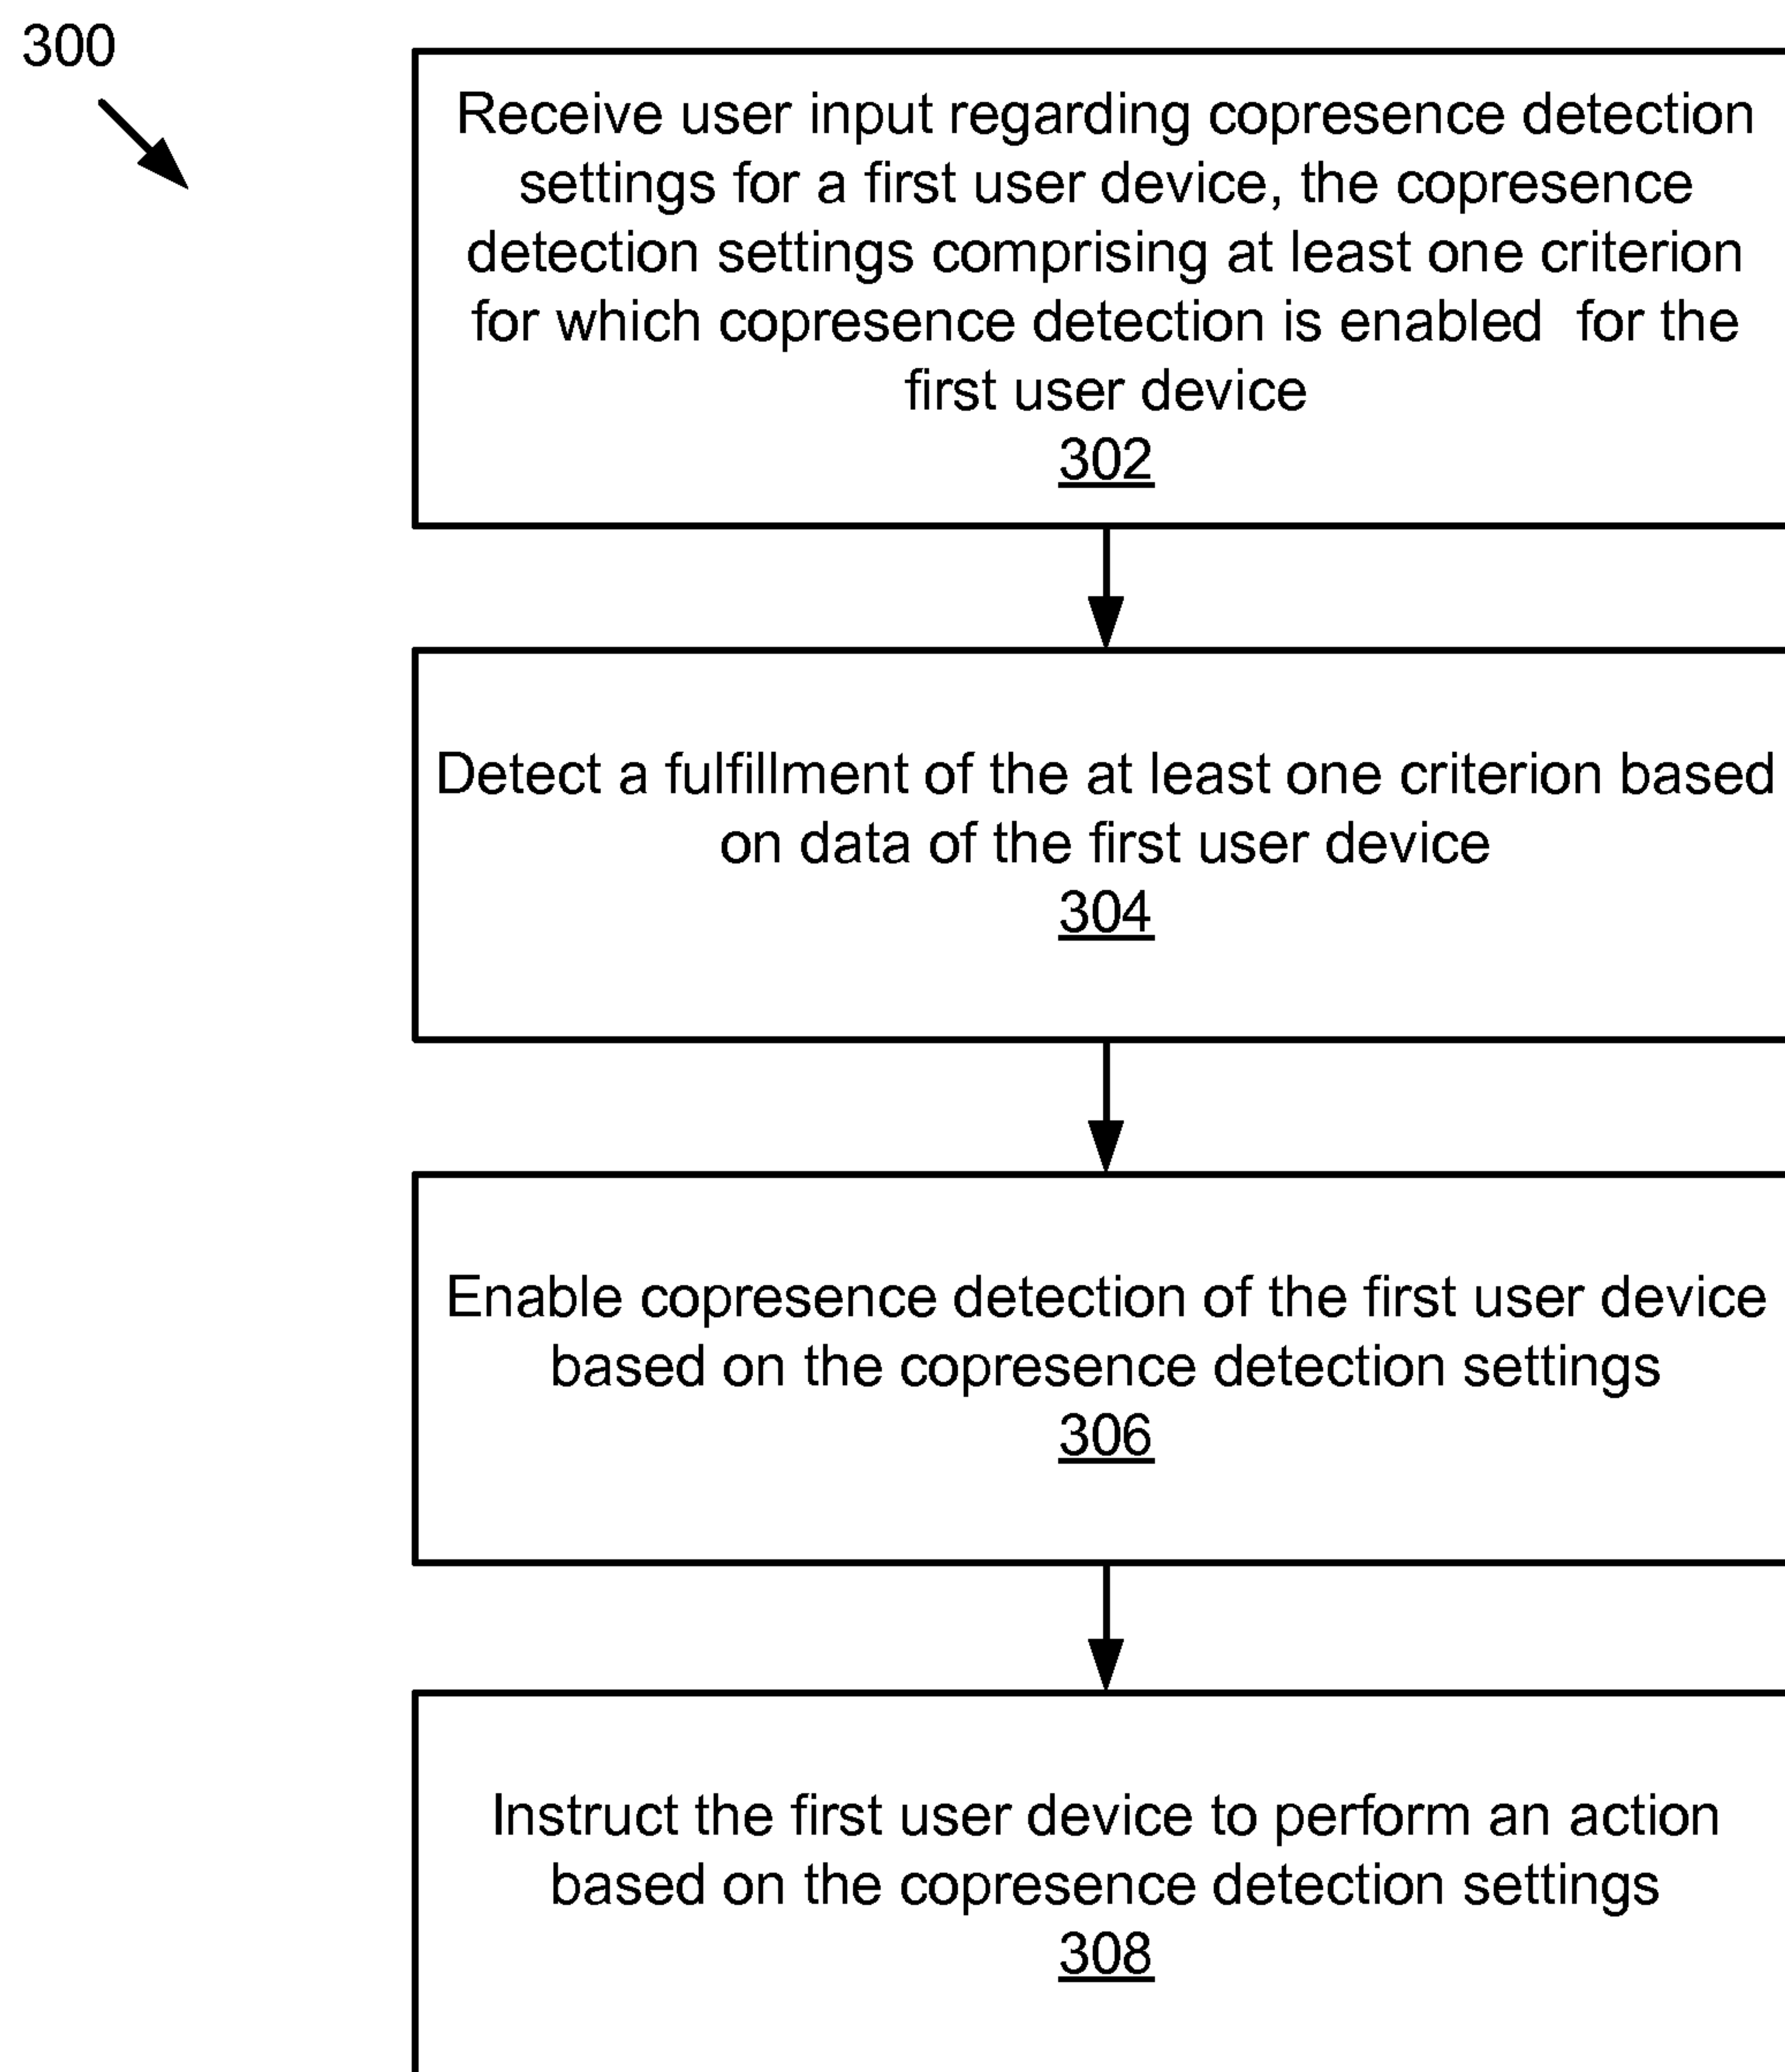 300
Receive user input regarding copresence detection
settings for a first user device, the copresence
detection settings comprising at least one criterion
for which copresence detection is enabled  for the
first user device
302
Detect a fulfillment of the at least one criterion based
on data of the first user device
304
Enable copresence detection of the first user device
based on the copresence detection settings
306
Instruct the first user device to perform an action
based on the copresence detection settings
308